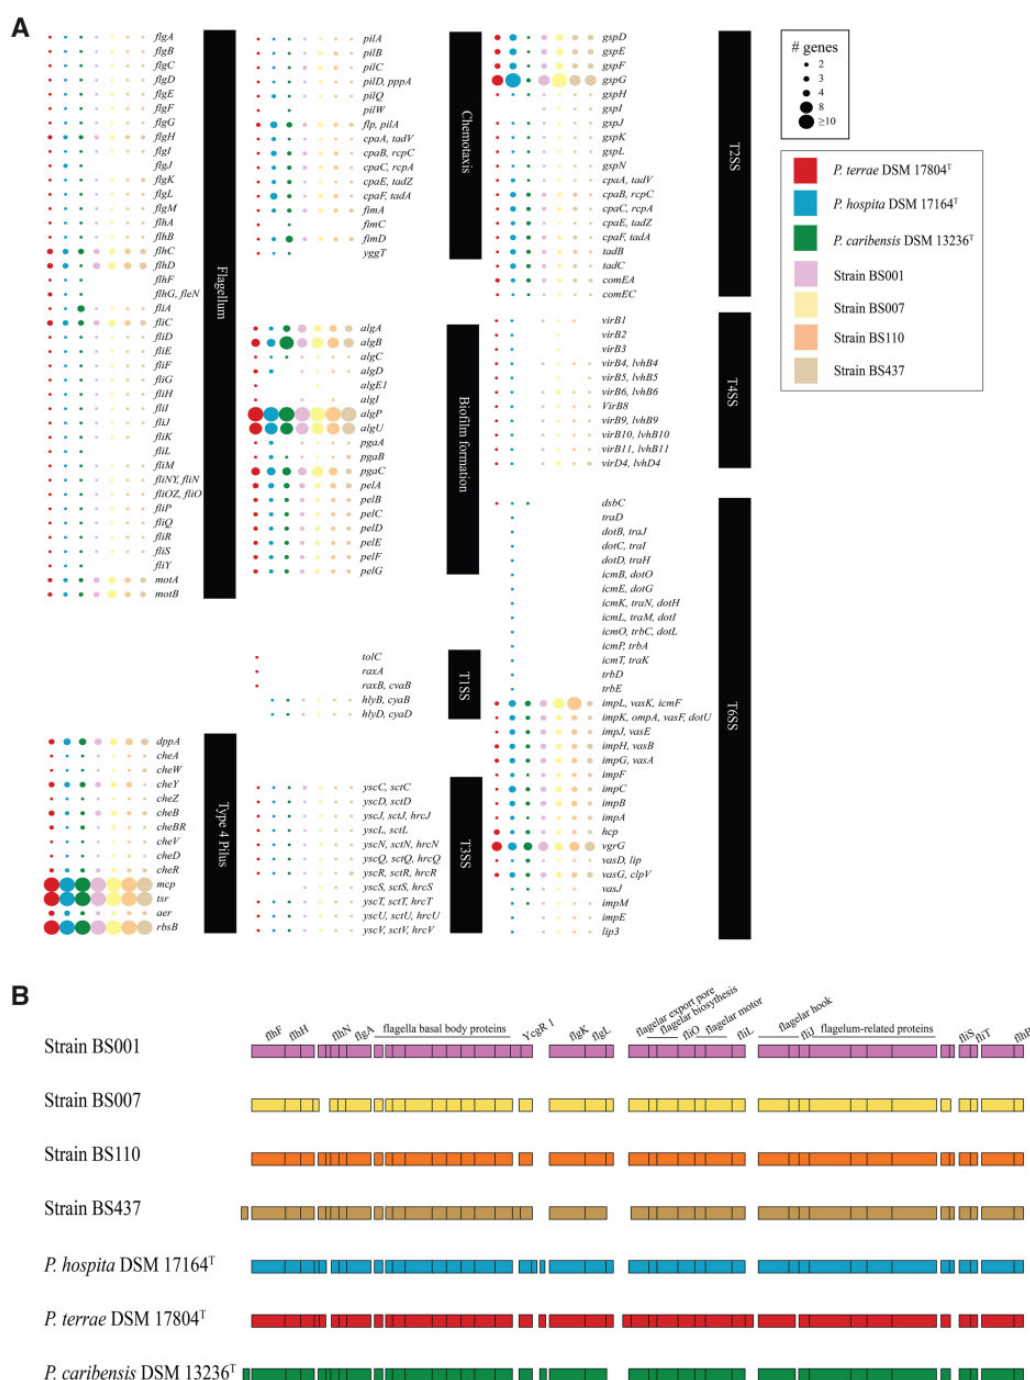 A
flgA
flgB
flgC
flgD
flgE
flgF
flgG
flgH
flgI
flgJ
flgK
flgL
flgM
flhA
flhB
flhC
flhD
flhF
flhG, fleN
fliA
fliC
fliD
fliE
fliF
fliG
fliH
fliI
fliJ
fliK
fliL
fliM
fliNY, fliN
fliOZ, fliO
fliP
fliQ
fliR
fliS
fliY
motA
motB
Flagellum
dppA
cheA
cheW
cheY
cheZ
cheB
cheBR
cheV
cheD
cheR
mcp
tsr
aer
rbsB
Type 4 Pilus
pilA
pilB
pilC
pilD, pppA
pilQ
pilW
flp, pilA
cpaA, tadV
cpaB, rcpC
cpaC, rcpA
cpaE, tadZ
cpaF, tadA
fimA
fimC
fimD
yggT
Chemotaxis
algA
algB
algC
algD
algE1
algI
algP
algU
pgaA
pgaB
pgaC
pelA
pelB
pelC
pelD
pelE
pelF
pelG
Biofilm formation
tolC
raxA
raxB, cvaB
hlyB, cyaB
hlyD, cyaD
T1SS
yscC, sctC
yscD, sctD
yscJ, sctJ, hrcJ
yscL, sctL
yscN, sctN, hrcN
yscQ, sctQ, hrcQ
yscR, sctR, hrcR
yscS, sctS, hrcS
yscT, sctT, hrcT
yscU, sctU, hrcU
yscV, sctV, hrcV
T3SS
gspD
gspE
gspF
gspG
gspH
gspI
gspJ
gspK
gspL
gspN
cpaA, tadV
cpaB, rcpC
cpaC, rcpA
cpaE, tadZ
cpaF, tadA
tadB
tadC
comEA
comEC
T2SS
virB1
virB2
virB3
virB4, lvhB4
virB5, lvhB5
virB6, lvhB6
VirB8
virB9, lvhB9
virB10, lvhB10
virB11, lvhB11
virD4, lvhD4
T4SS
dsbC
traD
dotB, traJ
dotC, traI
dotD, traH
icmB, dotO
icmE, dotG
icmK, traN, dotH
icmL, traM, dotI
icmO, trbC, dotL
icmP, trbA
icmT, traK
trbD
trbE
impL, vasK, icmF
impK, ompA, vasF, dotU
impJ, vasE
impH, vasB
impG, vasA
impF
impC
impB
impA
hcp
vgrG
vasD, lip
vasG, clpV
vasJ
impM
impE
lip3
T6SS
# genes
2
3
4
8
≥10
P. terrae DSM 17804T
P. hospita DSM 17164T
P. caribensis DSM 13236T
Strain BS001
Strain BS007
Strain BS110
Strain BS437
B
flhF
flhH
flhN
flgA
flagella basal body proteins
YcgR 1
flgK
flgL
flagelar export pore
flagelar biosythesis
fliO
flagelar motor
fliL
flagelar hook
fliJ
flagelum-related proteins
fliS
fliT
flhB
Strain BS001
Strain BS007
Strain BS110
Strain BS437
P. hospita DSM 17164T
P. terrae DSM 17804T
P. caribensis DSM 13236T